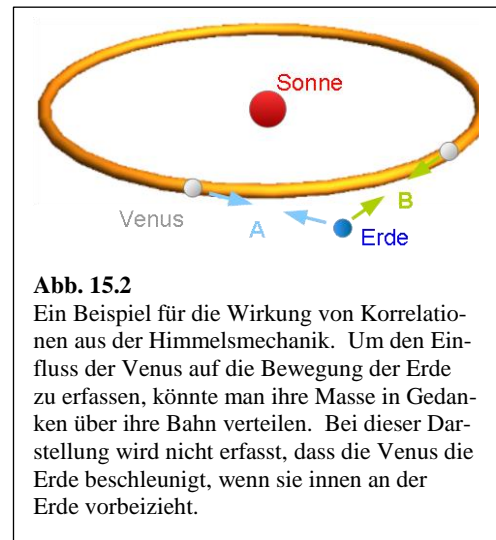 Sonne
Venus
A
B
Erde
Abb. 15.2
Ein Beispiel für die Wirkung von Korrelatio-
nen aus der Himmelsmechanik. Um den Ein-
fluss der Venus auf die Bewegung der Erde
zu erfassen, könnte man ihre Masse in Gedan-
ken über ihre Bahn verteilen. Bei dieser Dar-
stellung wird nicht erfasst, dass die Venus die
Erde beschleunigt, wenn sie innen an der
Erde vorbeizieht.